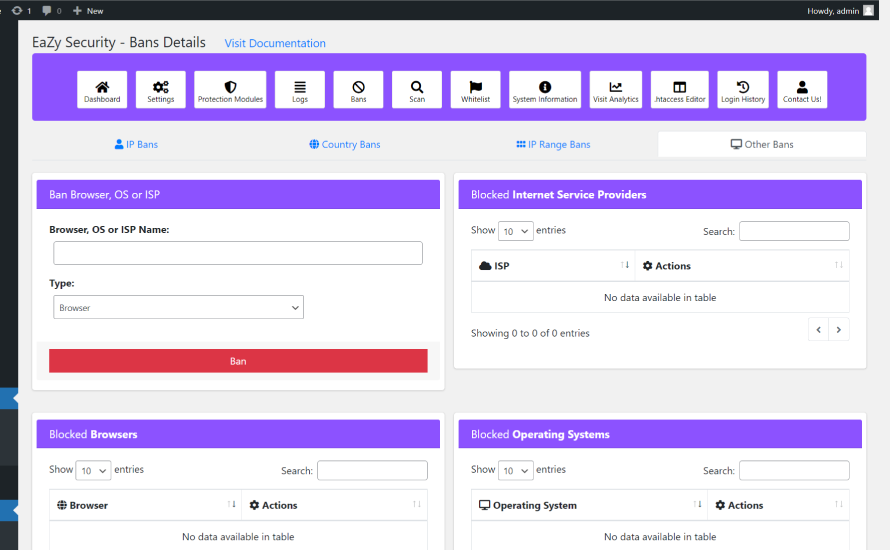 1 0 New Howdy, admin
EaZy Security - Bans Details Visit Documentation
Dashboard Settings Protection Modules Logs Bans Scan Whitelist System Information Visit Analytics .htaccess Editor Login History Contact Us!
IP Bans Country Bans IP Range Bans Other Bans
Ban Browser, OS or ISP
Browser, OS or ISP Name:
Type:
Browser
Ban
Blocked Internet Service Providers
Show 10 entries Search:
ISP Actions
No data available in table
Showing 0 to 0 of 0 entries
Blocked Browsers
Show 10 entries Search:
Browser Actions
No data available in table
Blocked Operating Systems
Show 10 entries Search:
Operating System Actions
No data available in table